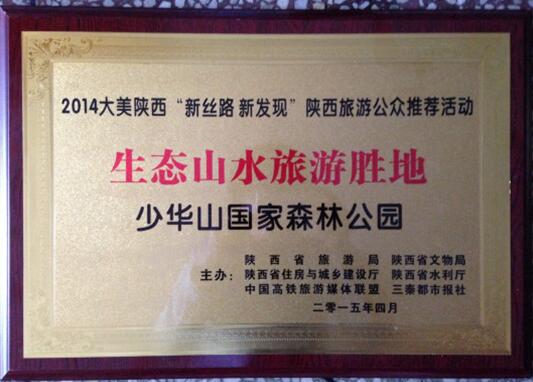 2014大美陕西“新丝路 新发现”陕西旅游公众推荐活动
生态山水旅游胜地
少华山国家森林公园
陕西省旅游局 陕西省文物局
主办：陕西省住房与城乡建设厅 陕西省水利厅
中国高铁旅游媒体联盟 三秦都市报社
二零一五年四月